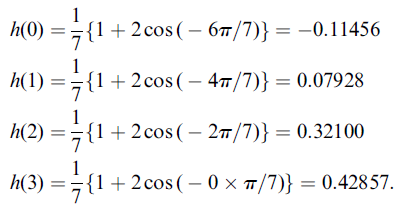 h(0) = 1/7 {1 + 2 cos( − 6π/7)} = −0.11456
h(1) = 1/7 {1 + 2 cos( − 4π/7)} = 0.07928
h(2) = 1/7 {1 + 2 cos( − 2π/7)} = 0.32100
h(3) = 1/7 {1 + 2 cos( − 0 × π/7)} = 0.42857.